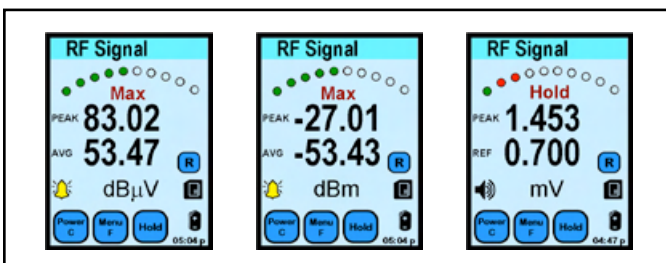 RF Signal
Max
PEAK 83.02
AVG 53.47
R
dBµV
Power C
Menu F
Hold
05:04 p
RF Signal
Max
PEAK -27.01
AVG -53.43
R
dBm
Power C
Menu F
Hold
05:04 p
RF Signal
Hold
PEAK 1.453
REF 0.700
R
mV
Power C
Menu F
Hold
04:47 p